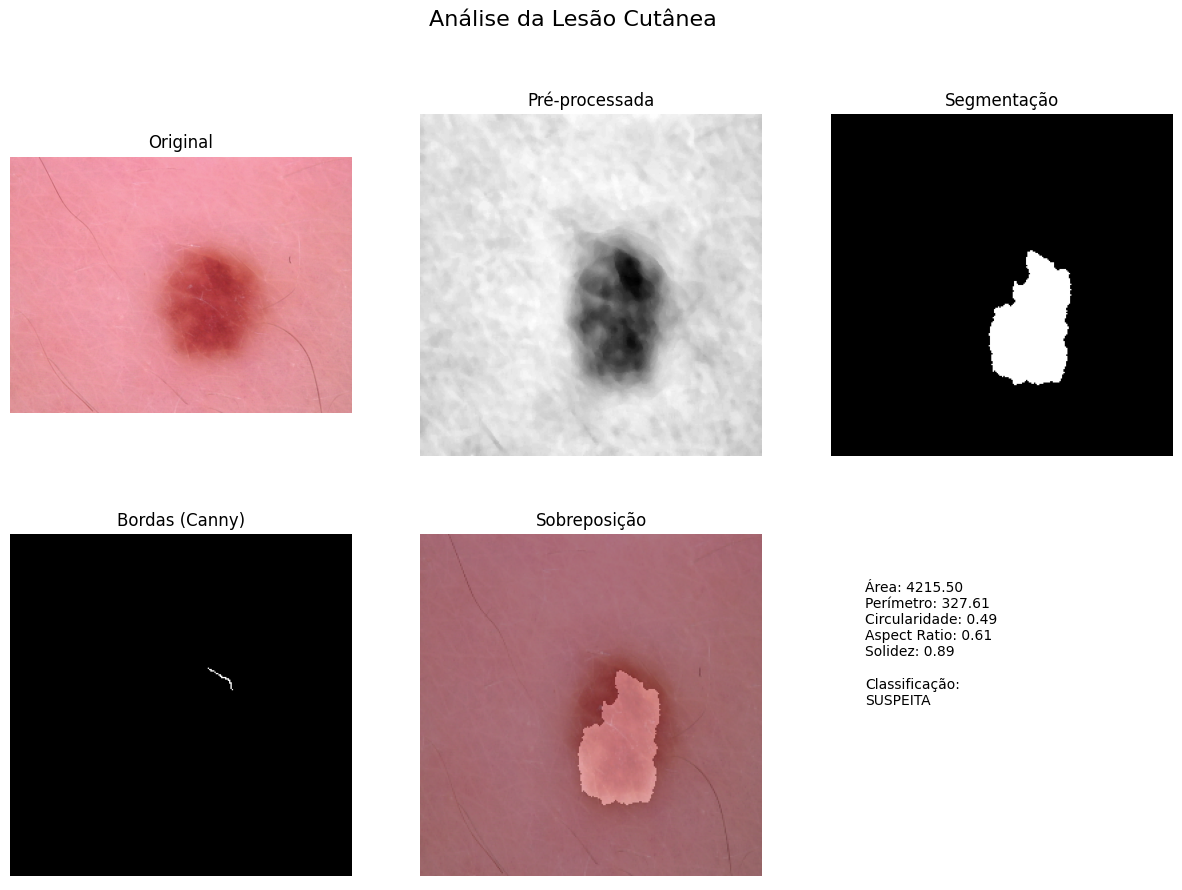 Análise da Lesão Cutânea
Original
Pré-processada
Segmentação
Bordas (Canny)
Sobreposição
Área: 4215.50
Perímetro: 327.61
Circularidade: 0.49
Aspect Ratio: 0.61
Solidez: 0.89
Classificação:
SUSPEITA